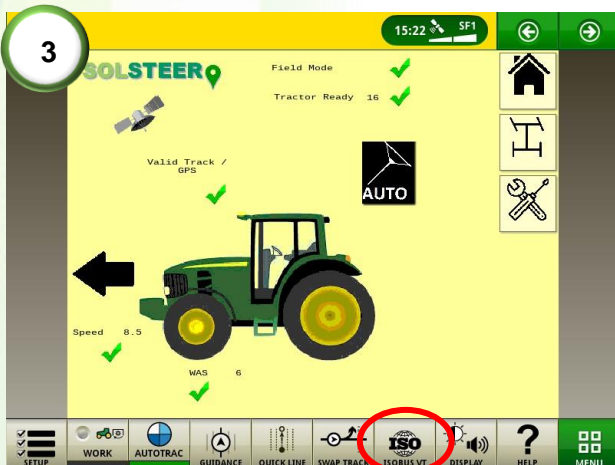 3
15:22 SF1
SOLSTEER
Field Mode
Tractor Ready 16
Valid Track /
GPS
AUTO
Speed 8.5
WAS 6
ISO
?
SETUP
WORK
AUTOTRAC
GUIDANCE
QUICK LINE
SWAP TRACK
ISOBUS VT
DISPLAY
HELP
MENU